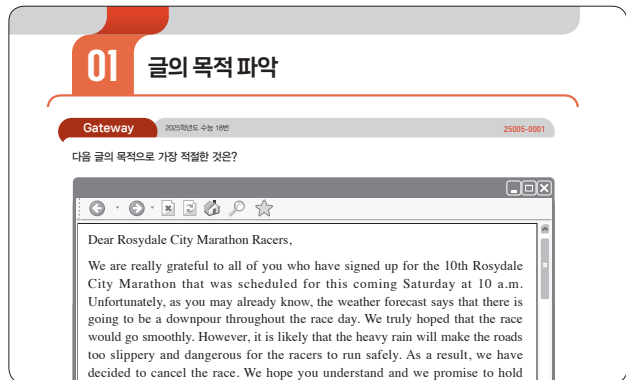 01
글의 목적 파악
Gateway
2025학년도 수능 18번
25005-0001
다음 글의 목적으로 가장 적절한 것은?
Dear Rosydale City Marathon Racers,
We are really grateful to all of you who have signed up for the 10th Rosydale
City Marathon that was scheduled for this coming Saturday at 10 a.m.
Unfortunately, as you may already know, the weather forecast says that there is
going to be a downpour throughout the race day. We truly hoped that the race
would go smoothly. However, it is likely that the heavy rain will make the roads
too slippery and dangerous for the racers to run safely. As a result, we have
decided to cancel the race. We hope you understand and we promise to hold